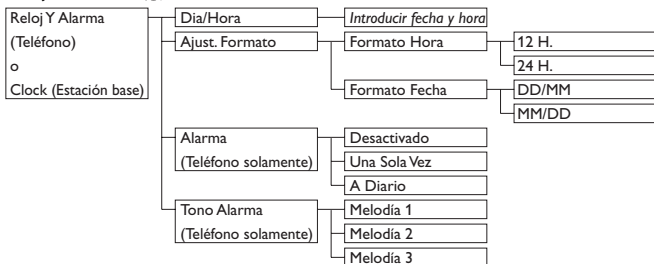 Reloj Y Alarma
(Teléfono)
o
Clock (Estación base)
Dia/Hora
Introducir fecha y hora
Ajust. Formato
Formato Hora
12 H.
24 H.
Formato Fecha
DD/MM
MM/DD
Alarma
(Teléfono solamente)
Desactivado
Una Sola Vez
A Diario
Tono Alarma
(Teléfono solamente)
Melodía 1
Melodía 2
Melodía 3